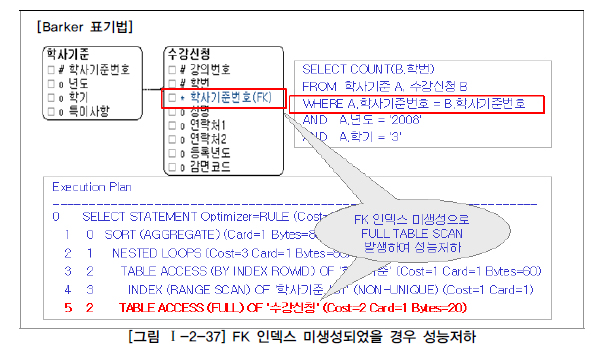 [Barker 표기법]
학사기준
□ # 학사기준번호
□ o 년도
□ o 학기
□ o 특이사항
수강신청
□ # 강의번호
□ # 학번
□ * 학사기준번호(FK)
□ o 성명
□ o 연락처1
□ o 연락처2
□ o 등록년도
□ o 감면코드
SELECT COUNT(B.학번)
FROM 학사기준 A, 수강신청 B
WHERE A.학사기준번호 = B.학사기준번호
AND A.년도 = '2008'
AND A.학기 = '3'
Execution Plan
0 SELECT STATEMENT Optimizer=RULE (Cost=
1 0 SORT (AGGREGATE) (Card=1 Bytes=8
2 1 NESTED LOOPS (Cost=3 Card=1 Bytes=
3 2 TABLE ACCESS (BY INDEX ROWID) OF '학사기준' (Cost=1 Card=1 Bytes=60)
4 3 INDEX (RANGE SCAN) OF '학사기준 (NON-UNIQUE) (Cost=1 Card=1)
5 2 TABLE ACCESS (FULL) OF '수강신청' (Cost=2 Card=1 Bytes=20)
FK 인덱스 미생성으로
FULL TABLE SCAN
발생하여 성능저하
[그림 Ⅰ-2-37] FK 인덱스 미생성되었을 경우 성능저하